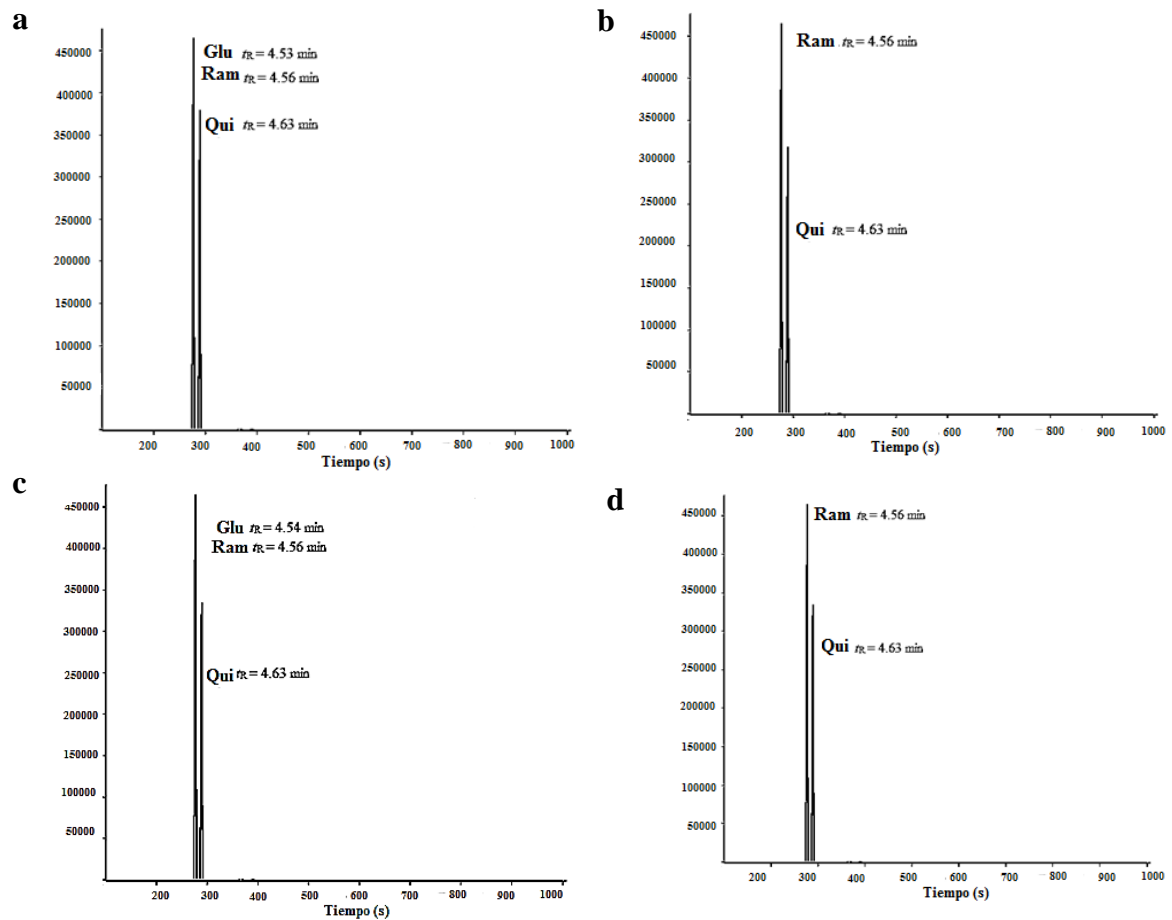 a
450000
400000
350000
300000
250000
200000
150000
100000
50000
Glu tR = 4.53 min
Ram tR = 4.56 min
Qui tR = 4.63 min
200 300 400 500 600 700 800 900 1000
Tiempo (s)
b
450000
400000
350000
300000
250000
200000
150000
100000
50000
Ram tR = 4.56 min
Qui tR = 4.63 min
200 300 400 500 600 700 800 900 1000
Tiempo (s)
c
450000
400000
350000
300000
250000
200000
150000
100000
50000
Glu tR = 4.54 min
Ram tR = 4.56 min
Qui tR = 4.63 min
200 300 400 500 600 700 800 900 1000
Tiempo (s)
d
450000
400000
350000
300000
250000
200000
150000
100000
50000
Ram tR = 4.56 min
Qui tR = 4.63 min
200 300 400 500 600 700 800 900 1000
Tiempo (s)